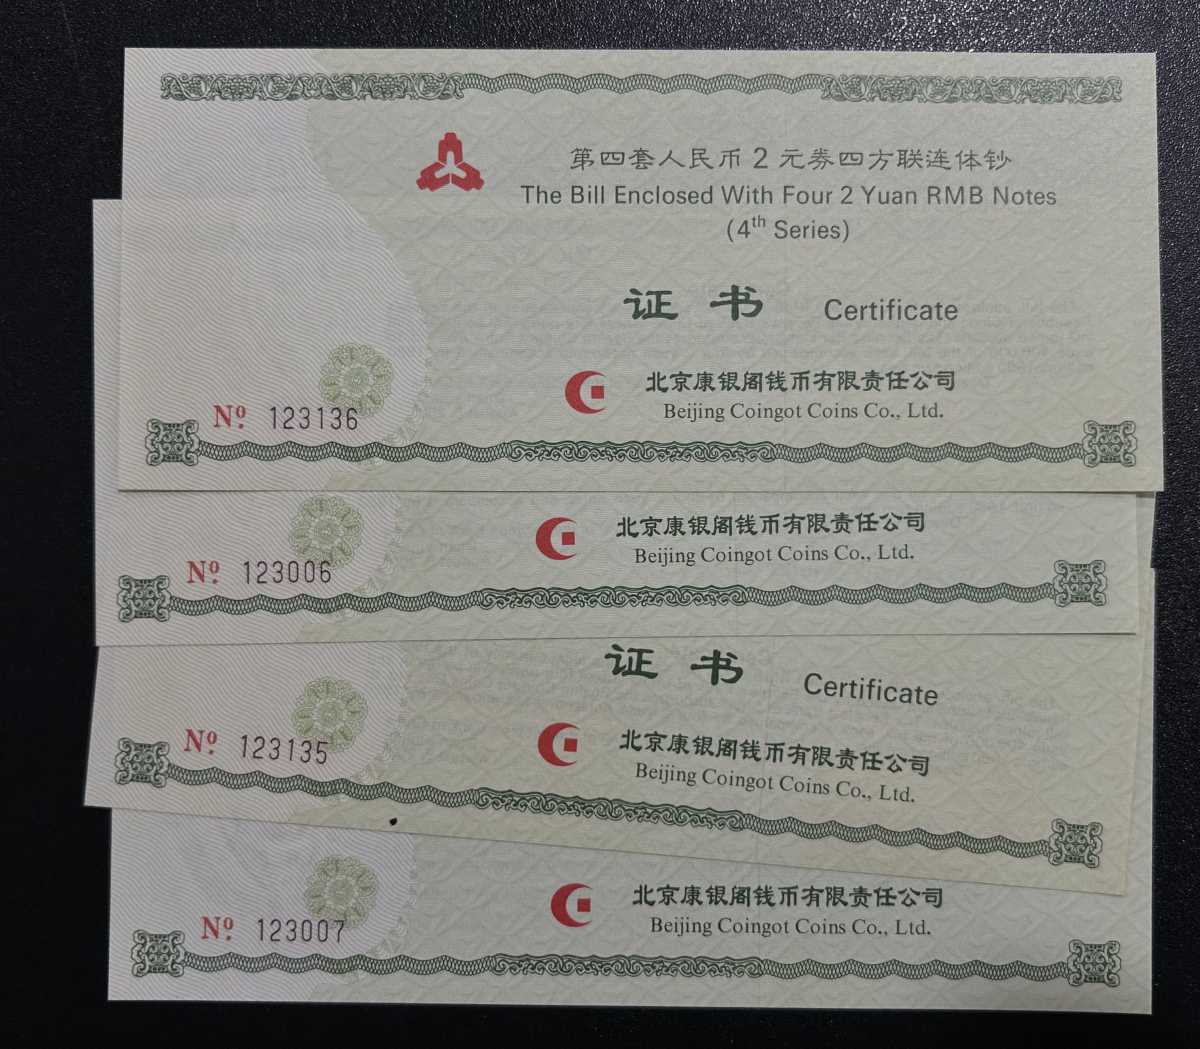 第四套人民币2元券四方联连体钞
The Bill Enclosed With Four 2 Yuan RMB Notes
(4th Series)
证书 Certificate
北京康银阁钱币有限责任公司
Beijing Coingot Coins Co., Ltd.
Nº 123136
北京康银阁钱币有限责任公司
Beijing Coingot Coins Co., Ltd.
Nº 123006
证书 Certificate
北京康银阁钱币有限责任公司
Beijing Coingot Coins Co., Ltd.
Nº 123135
北京康银阁钱币有限责任公司
Beijing Coingot Coins Co., Ltd.
Nº 123007